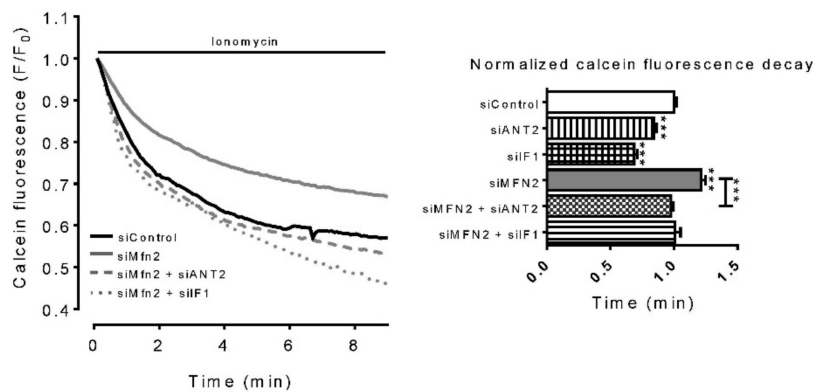 Ionomycin
Calcein fluorescence (F/F0)
1.1
1.0
0.9
0.8
0.7
0.6
0.5
0.4
siControl
siMfn2
siMfn2 + siANT2
siMfn2 + siIF1
0 2 4 6 8
Time (min)
Normalized calcein fluorescence decay
siControl
siANT2 ***
siIF1 ***
siMFN2 *** ***
siMFN2 + siANT2
siMFN2 + siIF1
0.0 0.5 1.0 1.5
Time (min)